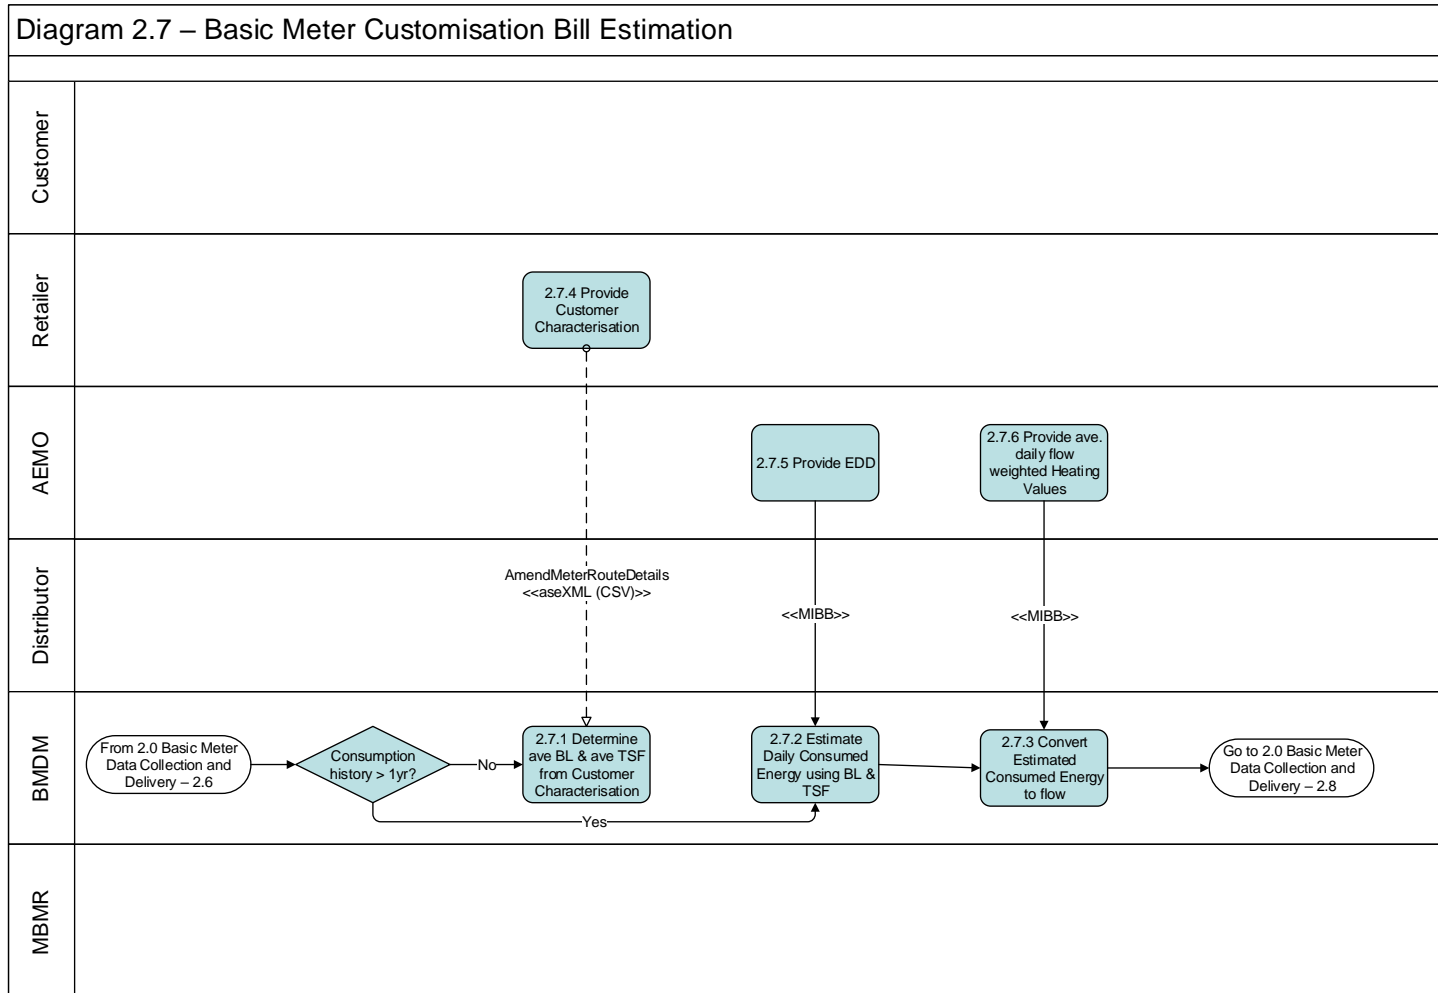 Diagram 2.7 – Basic Meter Customisation Bill Estimation
Customer
Retailer
2.7.4 Provide
Customer
Characterisation
AEMO
2.7.5 Provide EDD
2.7.6 Provide ave.
daily flow
weighted Heating
Values
Distributor
AmendMeterRouteDetails
<<aseXML (CSV)>>
<<MIBB>>
<<MIBB>>
BMDM
From 2.0 Basic Meter
Data Collection and
Delivery – 2.6
Consumption
history > 1yr?
No
Yes
2.7.1 Determine
ave BL & ave TSF
from Customer
Characterisation
2.7.2 Estimate
Daily Consumed
Energy using BL &
TSF
2.7.3 Convert
Estimated
Consumed Energy
to flow
Go to 2.0 Basic Meter
Data Collection and
Delivery – 2.8
MBMR